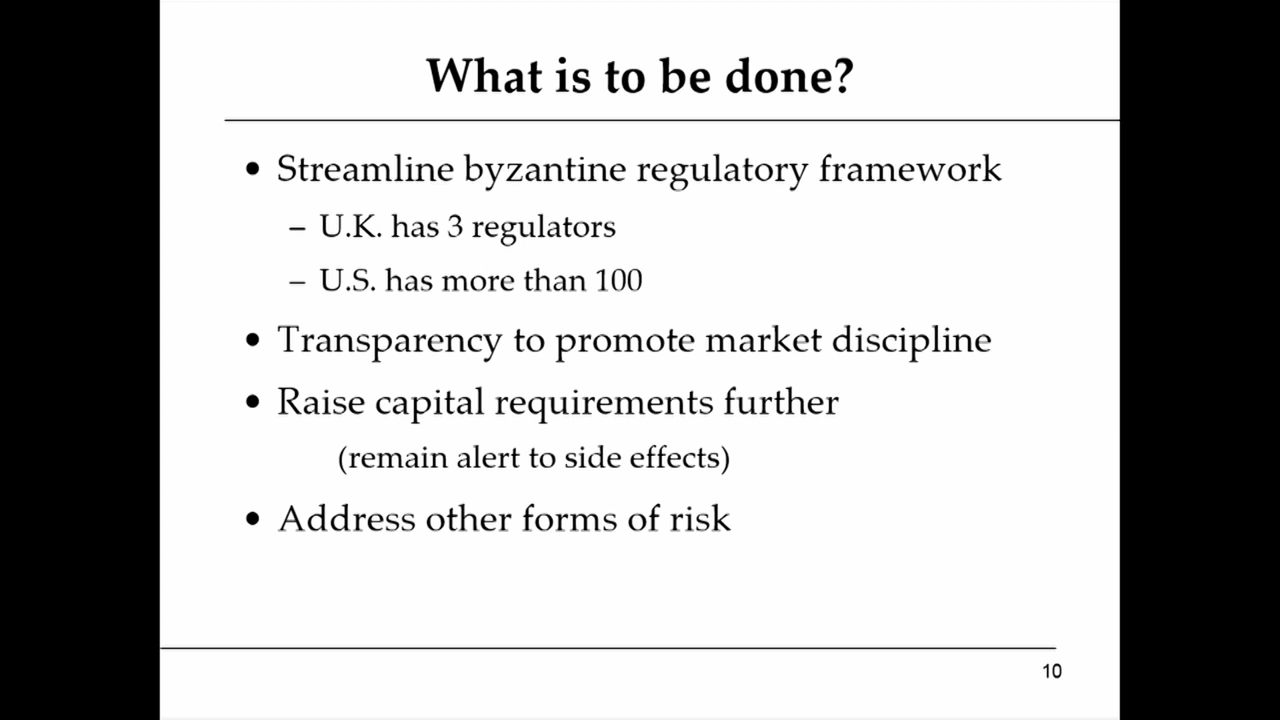 What is to be done?
• Streamline byzantine regulatory framework
– U.K. has 3 regulators
– U.S. has more than 100
• Transparency to promote market discipline
• Raise capital requirements further
(remain alert to side effects)
• Address other forms of risk
10